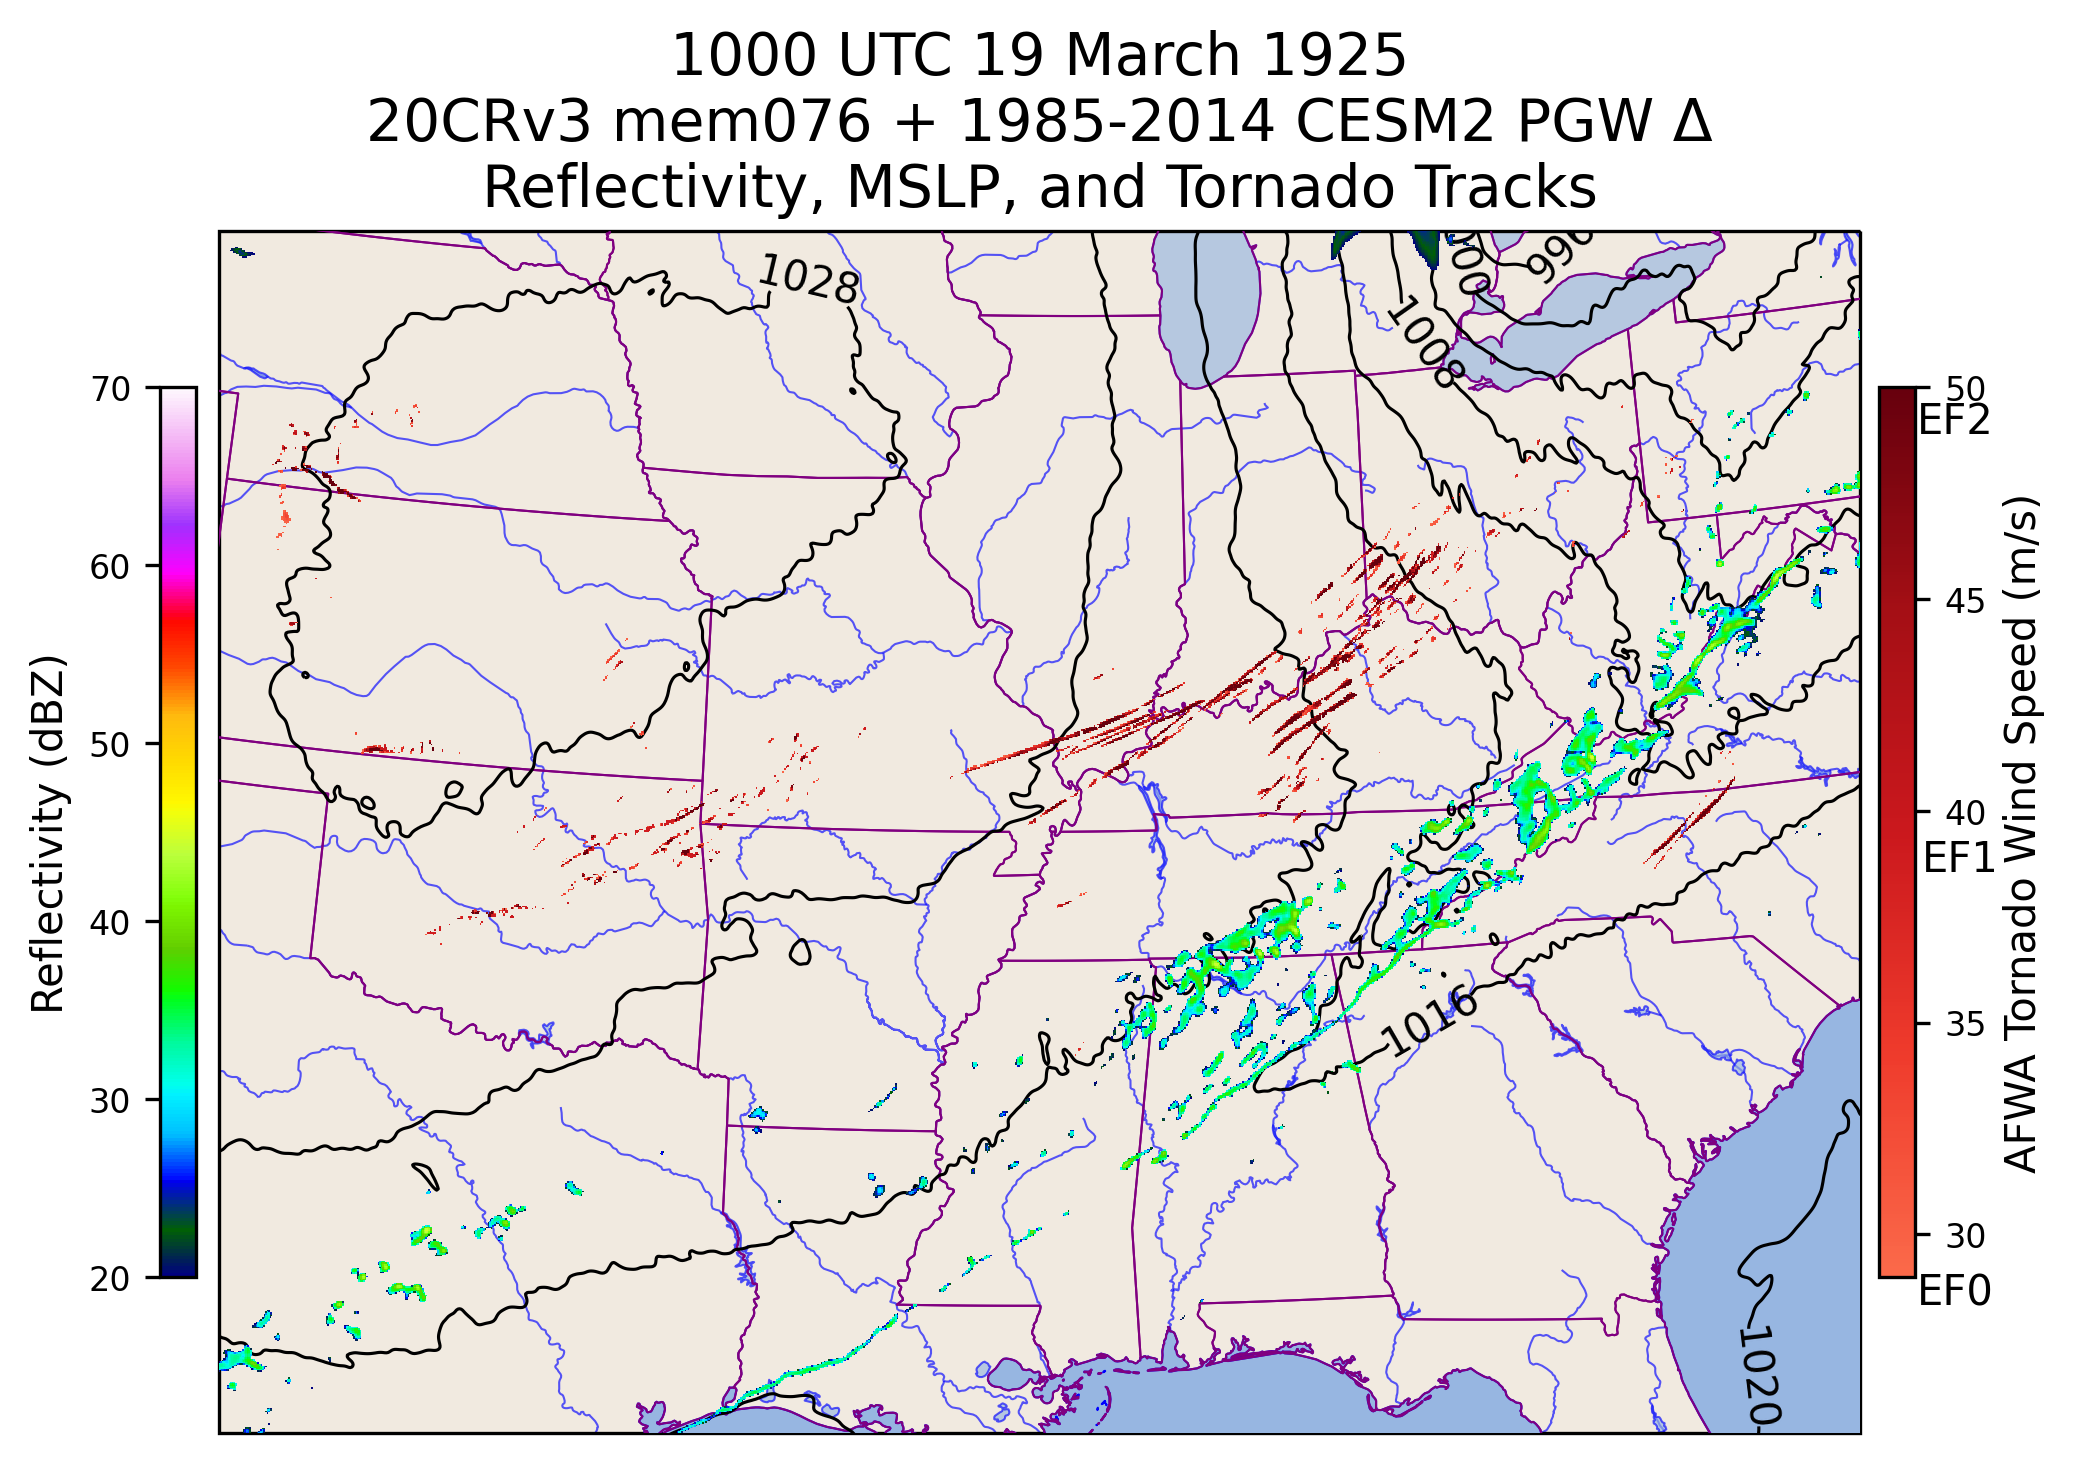 1000 UTC 19 March 1925
20CRv3 mem076 + 1985-2014 CESM2 PGW Δ
Reflectivity, MSLP, and Tornado Tracks
1028
1008
1016
1020
Reflectivity (dBZ)
70
60
50
40
30
20
50
EF2
45
40
EF1
35
30
EF0
AFWA Tornado Wind Speed (m/s)